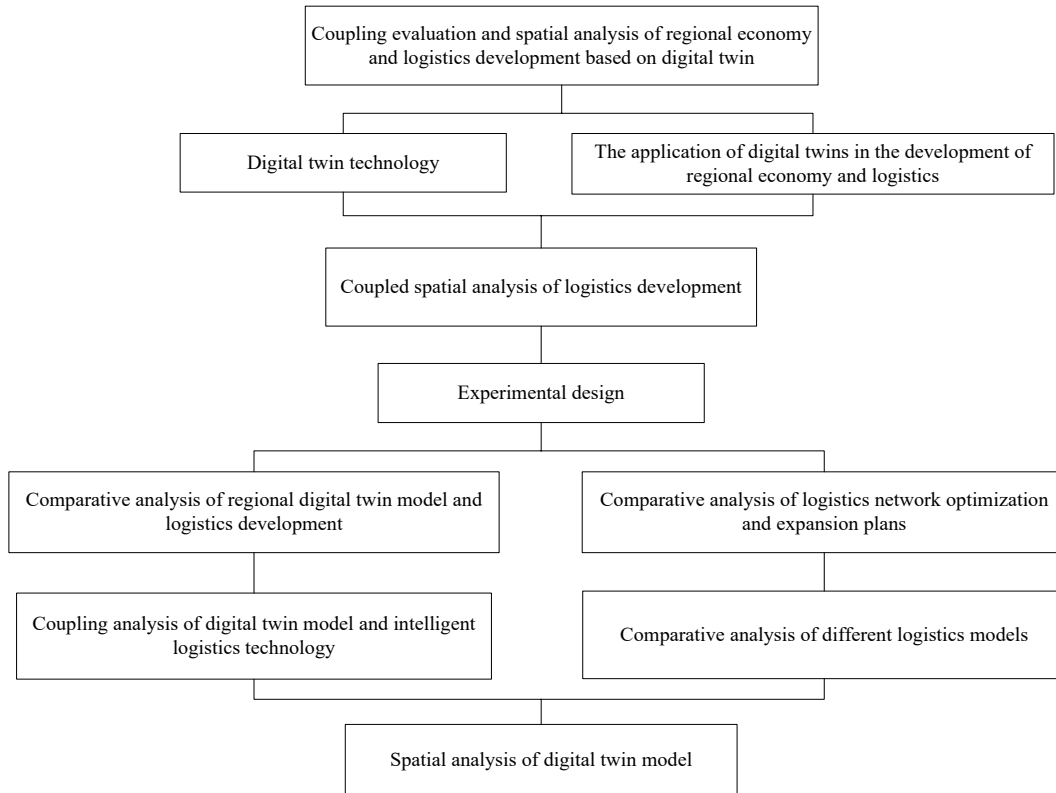 Coupling evaluation and spatial analysis of regional economy
and logistics development based on digital twin
Digital twin technology
The application of digital twins in the development of
regional economy and logistics
Coupled spatial analysis of logistics development
Experimental design
Comparative analysis of regional digital twin model and
logistics development
Comparative analysis of logistics network optimization
and expansion plans
Coupling analysis of digital twin model and intelligent
logistics technology
Comparative analysis of different logistics models
Spatial analysis of digital twin model